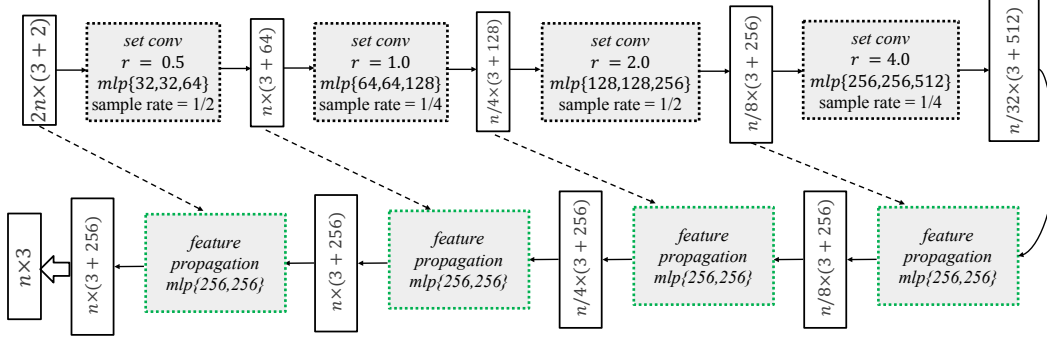 2n×(3 + 2)
set conv
r = 0.5
mlp{32,32,64}
sample rate = 1/2
n×(3 + 64)
set conv
r = 1.0
mlp{64,64,128}
sample rate = 1/4
n/4×(3 + 128)
set conv
r = 2.0
mlp{128,128,256}
sample rate = 1/2
n/8×(3 + 256)
set conv
r = 4.0
mlp{256,256,512}
sample rate = 1/4
n/32×(3 + 512)
n×3
n×(3 + 256)
feature
propagation
mlp{256,256}
n×(3 + 256)
feature
propagation
mlp{256,256}
n/4×(3 + 256)
feature
propagation
mlp{256,256}
n/8×(3 + 256)
feature
propagation
mlp{256,256}